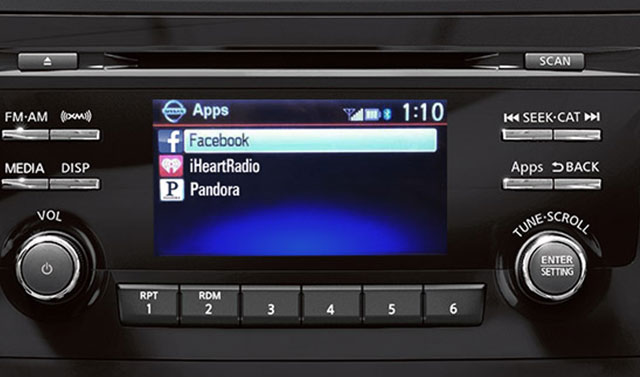 SCAN
Apps 1:10
FM·AM ((XM)) SEEK·CAT
Facebook
MEDIA DISP iHeartRadio Apps BACK
P Pandora
VOL TUNE·SCROLL
ENTER
SETTING
RPT RDM
1 2 3 4 5 6